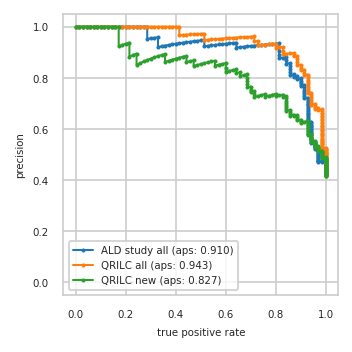 1.0
0.8
0.6
0.4
0.2
0.0
precision
ALD study all (aps: 0.910)
QRILC all (aps: 0.943)
QRILC new (aps: 0.827)
0.0 0.2 0.4 0.6 0.8 1.0
true positive rate